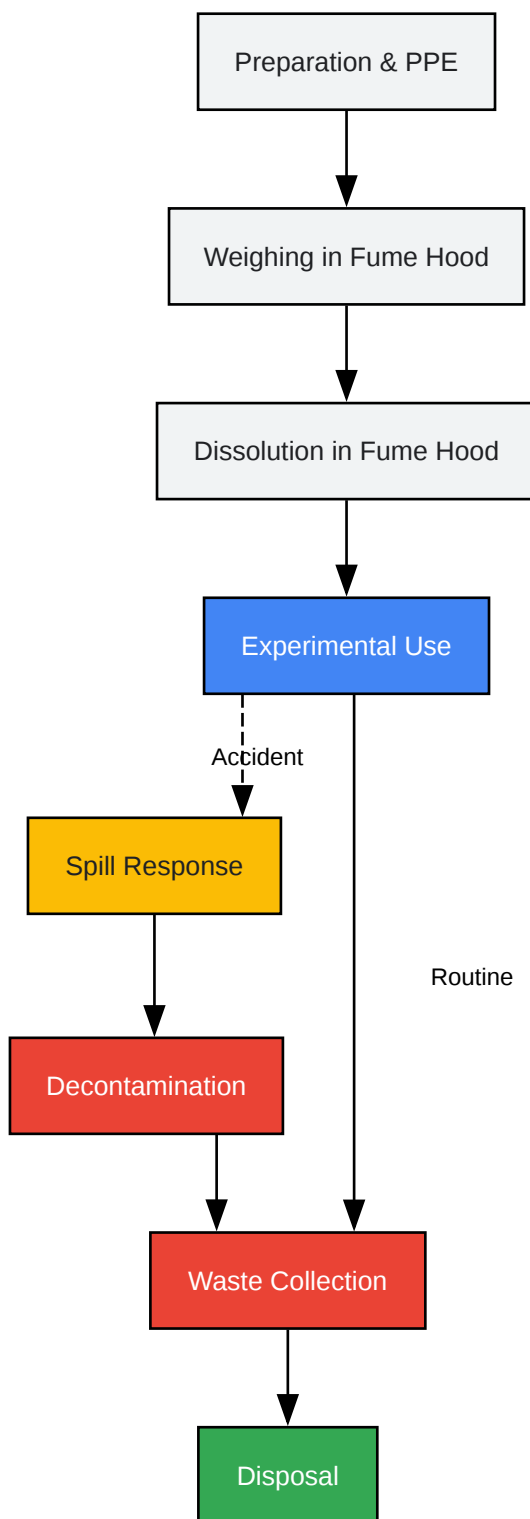 Preparation & PPE
Weighing in Fume Hood
Dissolution in Fume Hood
Experimental Use
Accident
Spill Response
Routine
Decontamination
Waste Collection
Disposal